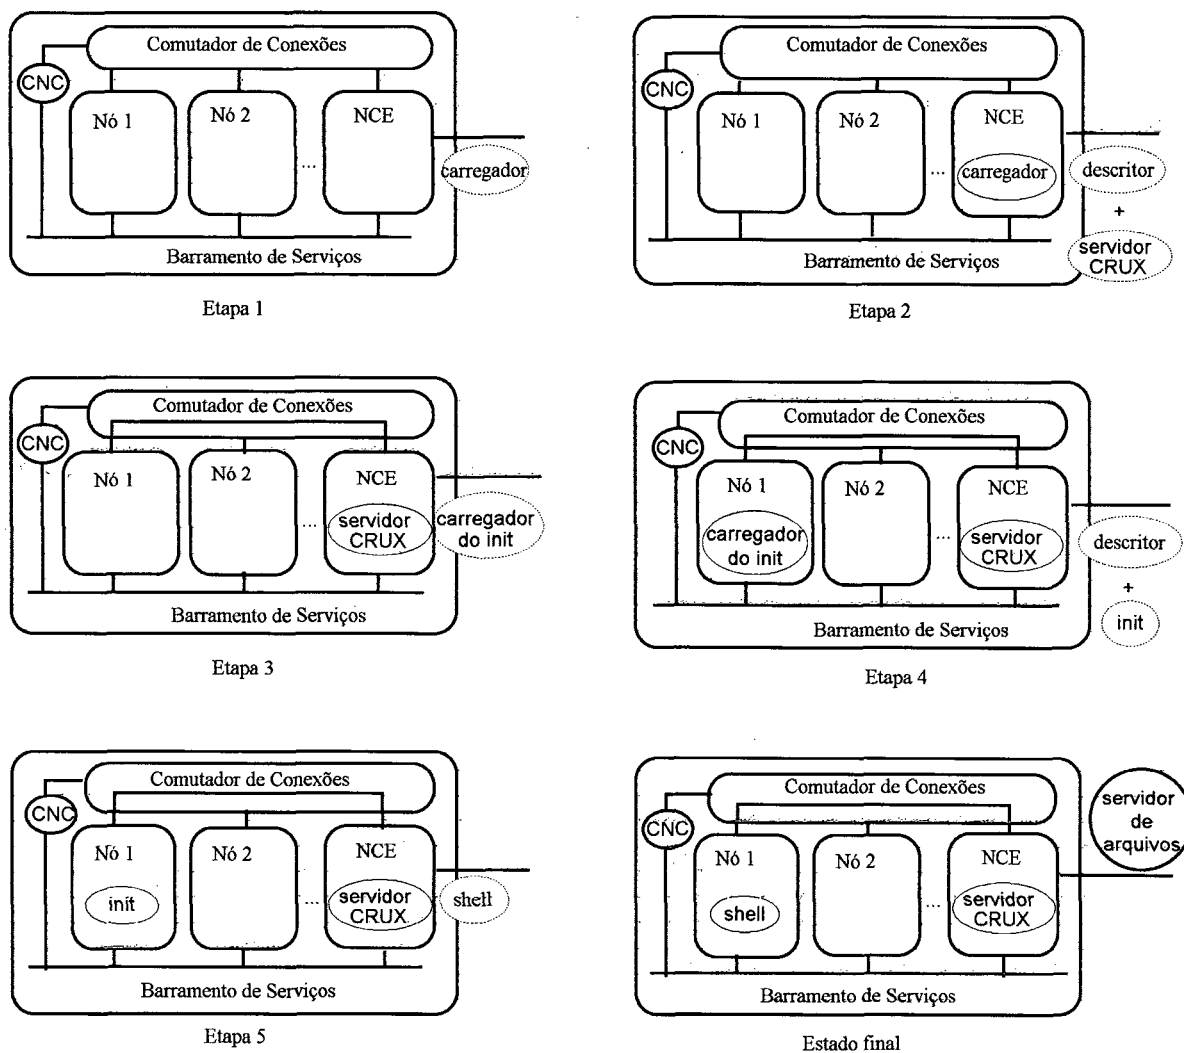 Comutador de Conexões
CNC
Nó 1
Nó 2
NCE
...
carregador
Barramento de Serviços
Etapa 1
Comutador de Conexões
CNC
Nó 1
Nó 2
NCE
...
carregador
descritor
+
servidor
CRUX
Barramento de Serviços
Etapa 2
Comutador de Conexões
CNC
Nó 1
Nó 2
NCE
...
servidor
CRUX
carregador
do init
Barramento de Serviços
Etapa 3
Comutador de Conexões
CNC
Nó 1
Nó 2
NCE
carregador
do init
...
servidor
CRUX
descritor
+
init
Barramento de Serviços
Etapa 4
Comutador de Conexões
CNC
Nó 1
Nó 2
NCE
init
...
servidor
CRUX
shell
Barramento de Serviços
Etapa 5
Comutador de Conexões
CNC
Nó 1
Nó 2
NCE
shell
...
servidor
CRUX
servidor
de
arquivos
Barramento de Serviços
Estado final